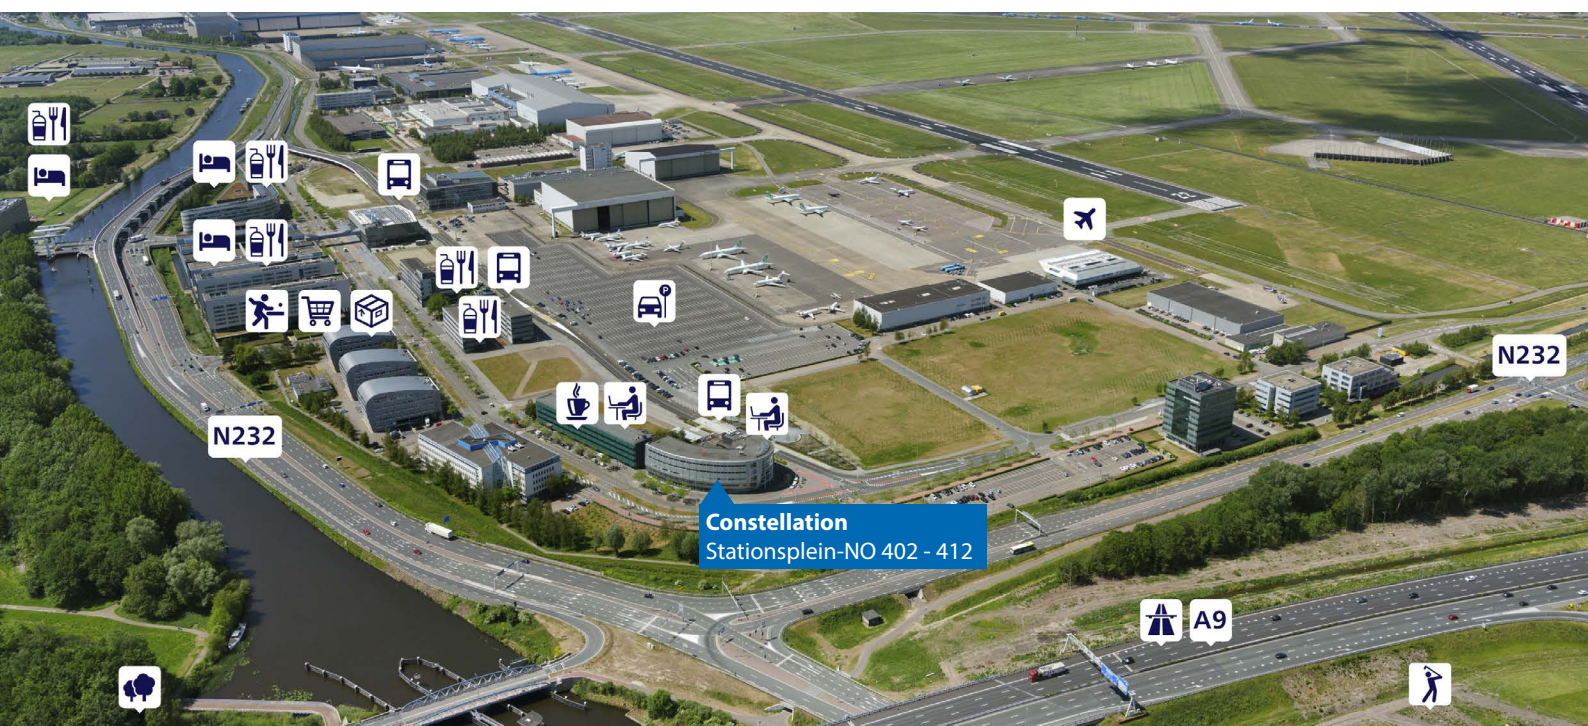 N232
N232
Constellation
Stationsplein-NO 402 - 412
A9
P